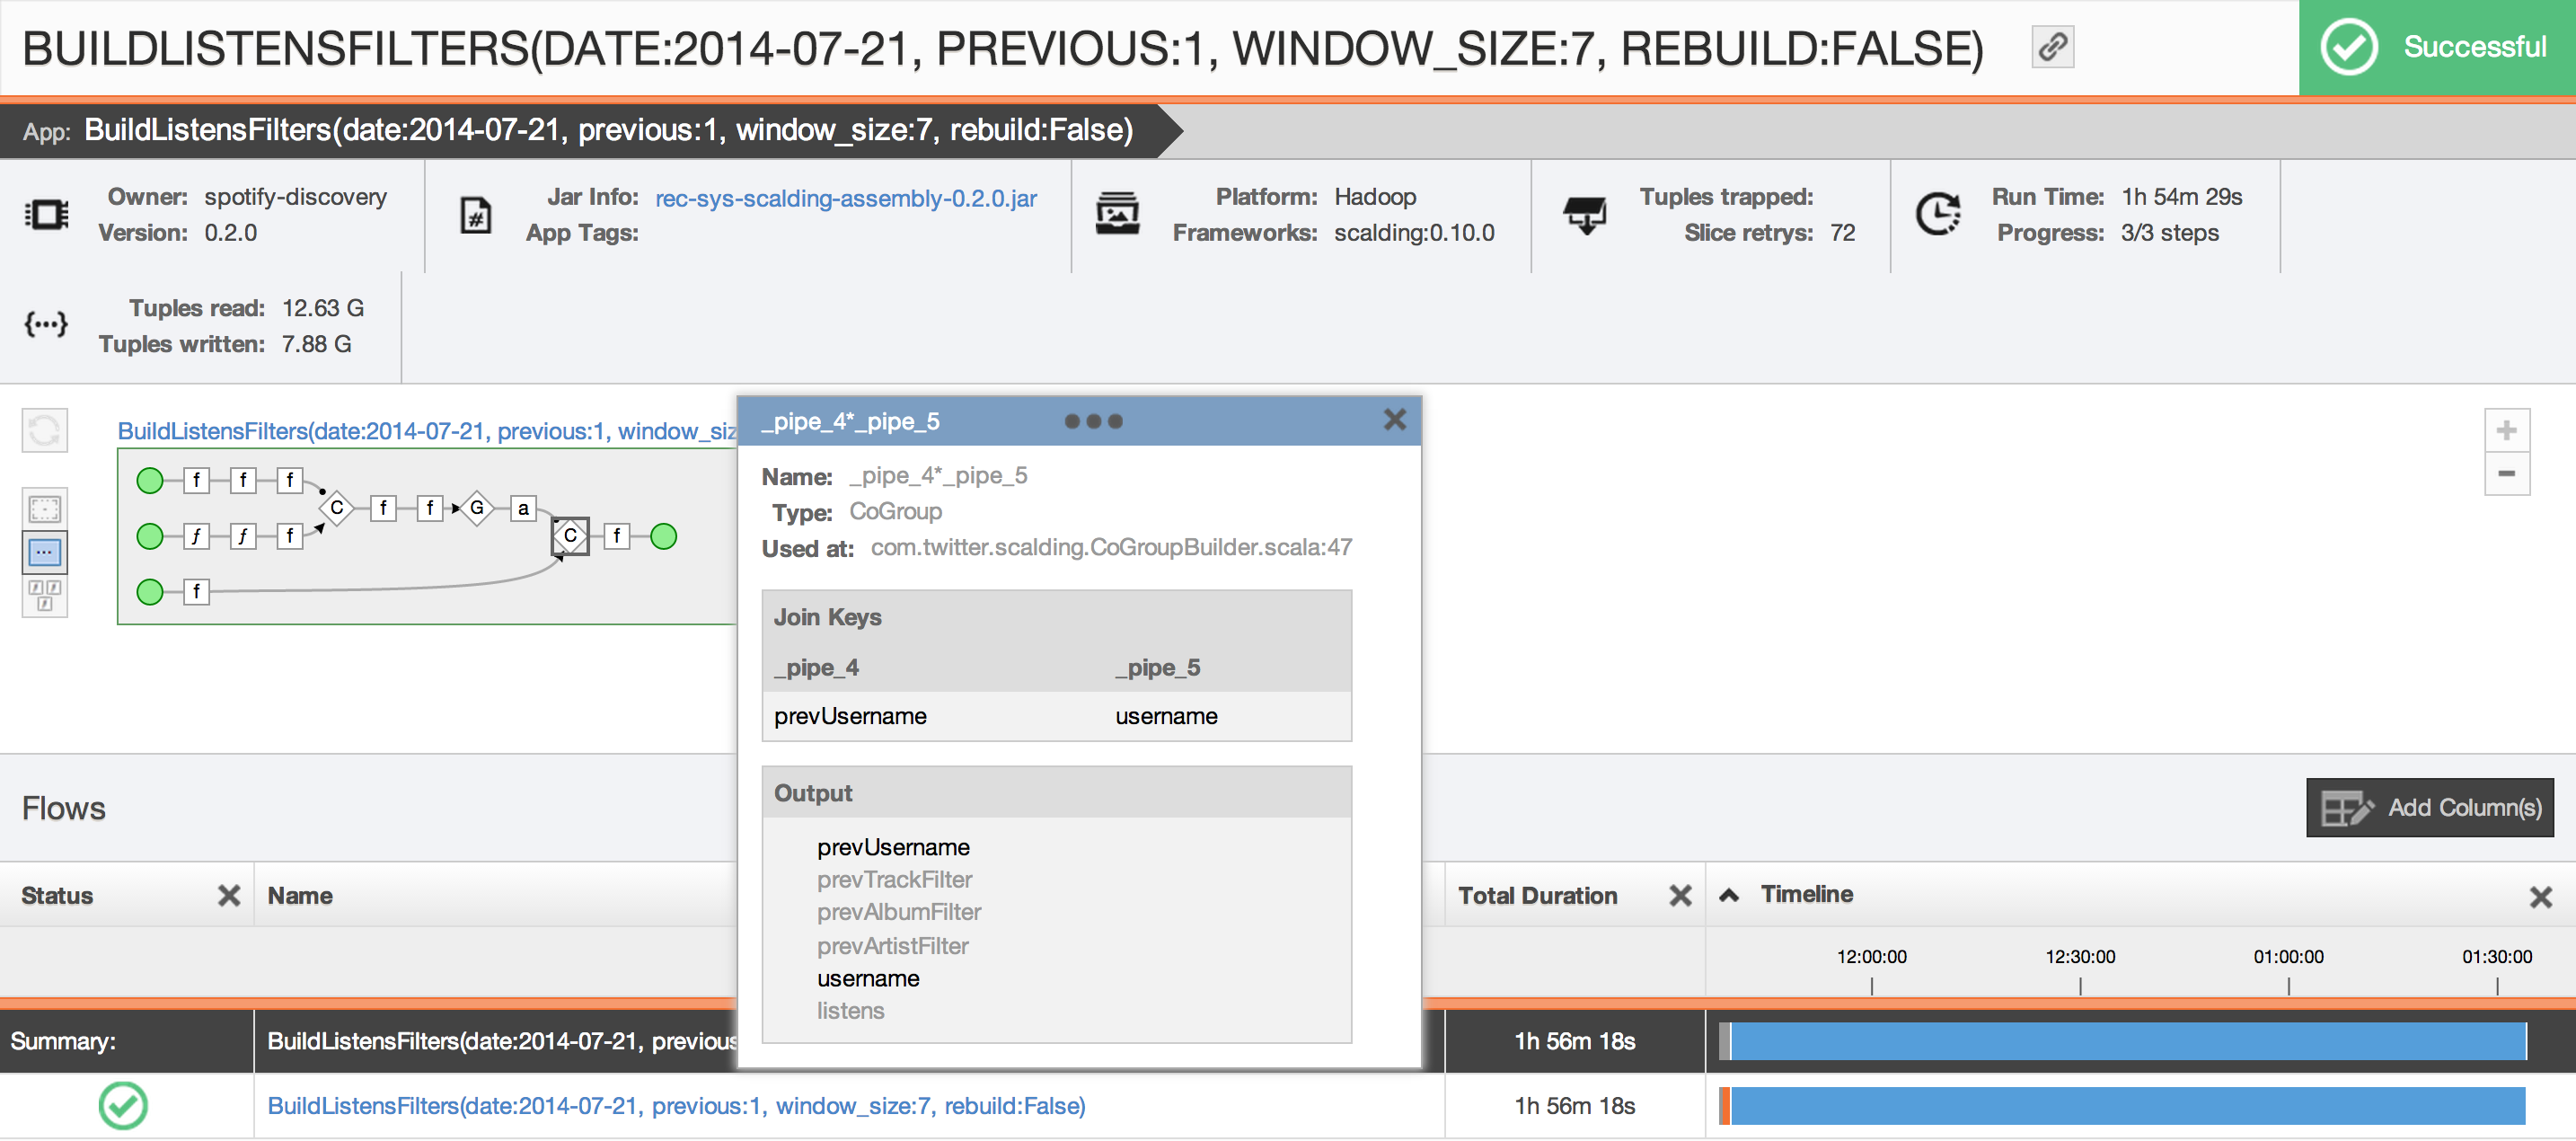 BUILDLISTENSFILTERS(DATE:2014-07-21, PREVIOUS:1, WINDOW_SIZE:7, REBUILD:FALSE)
Successful
App: BuildListensFilters(date:2014-07-21, previous:1, window_size:7, rebuild:False)
Owner: spotify-discovery
Version: 0.2.0
#
Jar Info: rec-sys-scalding-assembly-0.2.0.jar
App Tags:
Platform: Hadoop
Frameworks: scalding:0.10.0
Tuples trapped:
Slice retrys: 72
Run Time: 1h 54m 29s
Progress: 3/3 steps
{...}
Tuples read: 12.63 G
Tuples written: 7.88 G
BuildListensFilters(date:2014-07-21, previous:1, window_siz
f f f
C f f G a
f f f
C f
f
_pipe_4*_pipe_5
Name: _pipe_4*_pipe_5
Type: CoGroup
Used at: com.twitter.scalding.CoGroupBuilder.scala:47
Join Keys
_pipe_4 _pipe_5
prevUsername username
Output
prevUsername
prevTrackFilter
prevAlbumFilter
prevArtistFilter
username
listens
Flows
Add Column(s)
Status Name Total Duration Timeline
12:00:00 12:30:00 01:00:00 01:30:00
Summary: BuildListensFilters(date:2014-07-21, previous 1h 56m 18s
BuildListensFilters(date:2014-07-21, previous:1, window_size:7, rebuild:False) 1h 56m 18s